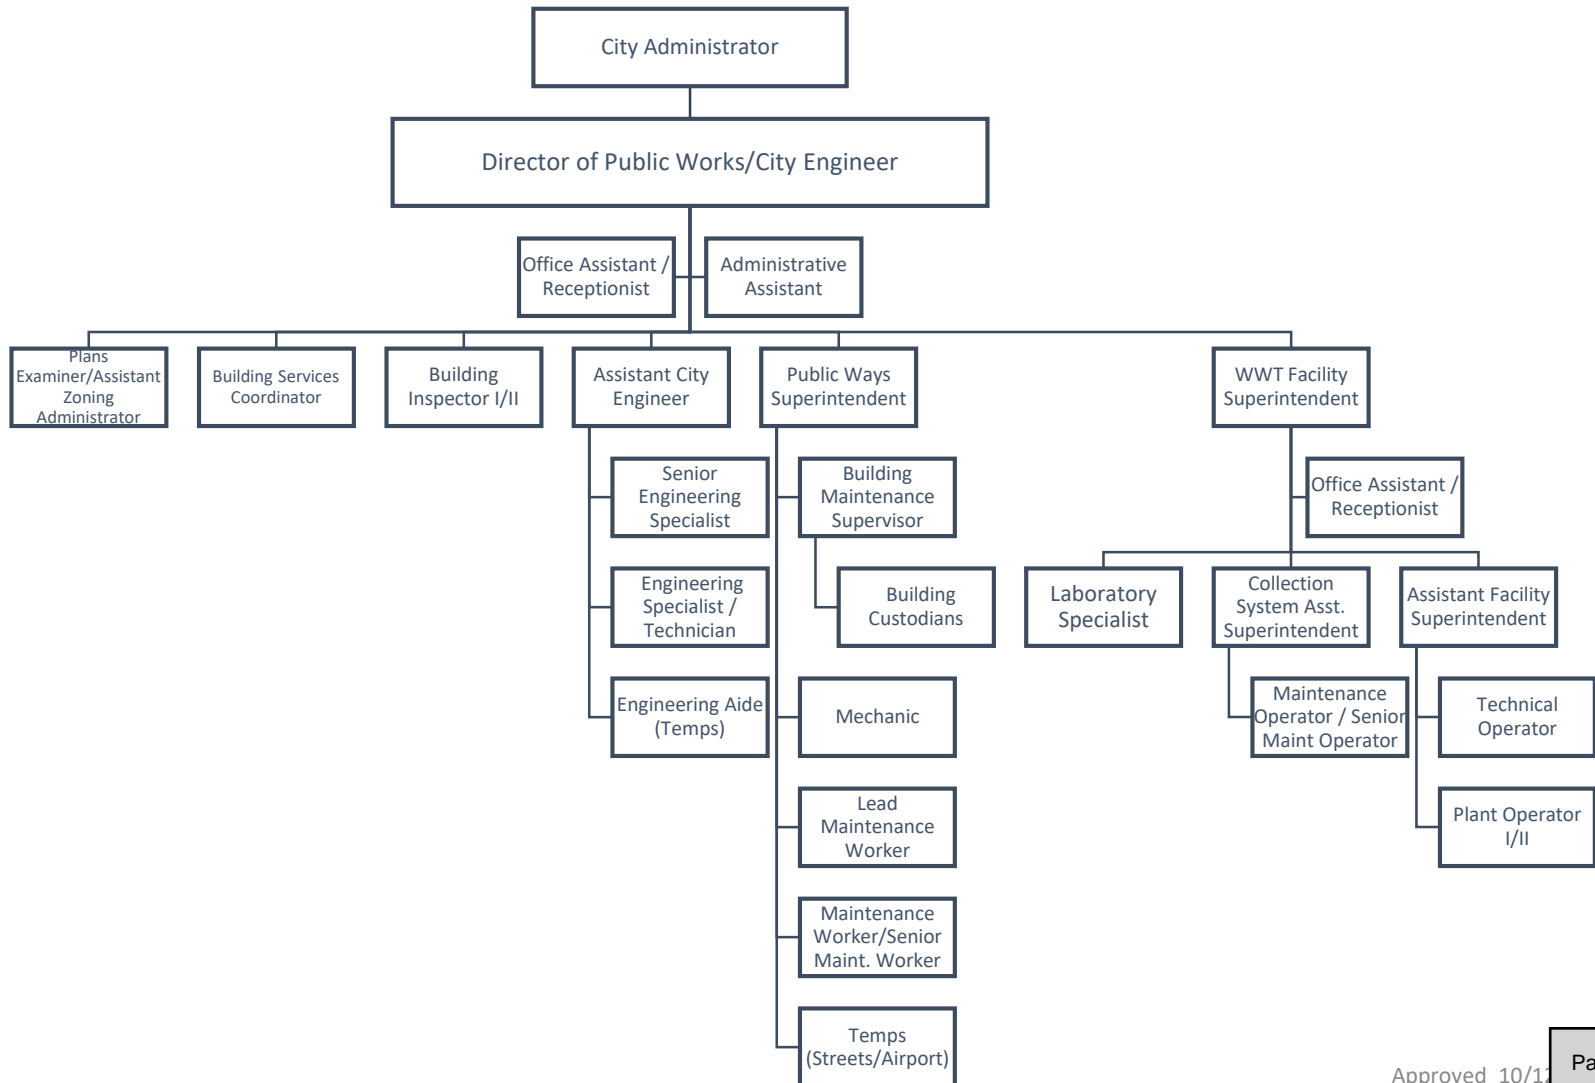 City Administrator
Director of Public Works/City Engineer
Office Assistant /
Receptionist
Administrative
Assistant
Plans
Examiner/Assistant
Zoning
Administrator
Building Services
Coordinator
Building
Inspector I/II
Assistant City
Engineer
Public Ways
Superintendent
WWT Facility
Superintendent
Senior
Engineering
Specialist
Building
Maintenance
Supervisor
Office Assistant /
Receptionist
Engineering
Specialist /
Technician
Building
Custodians
Laboratory
Specialist
Collection
System Asst.
Superintendent
Assistant Facility
Superintendent
Engineering Aide
(Temps)
Mechanic
Maintenance
Operator / Senior
Maint Operator
Technical
Operator
Lead
Maintenance
Worker
Plant Operator
I/II
Maintenance
Worker/Senior
Maint. Worker
Temps
(Streets/Airport)
Approved